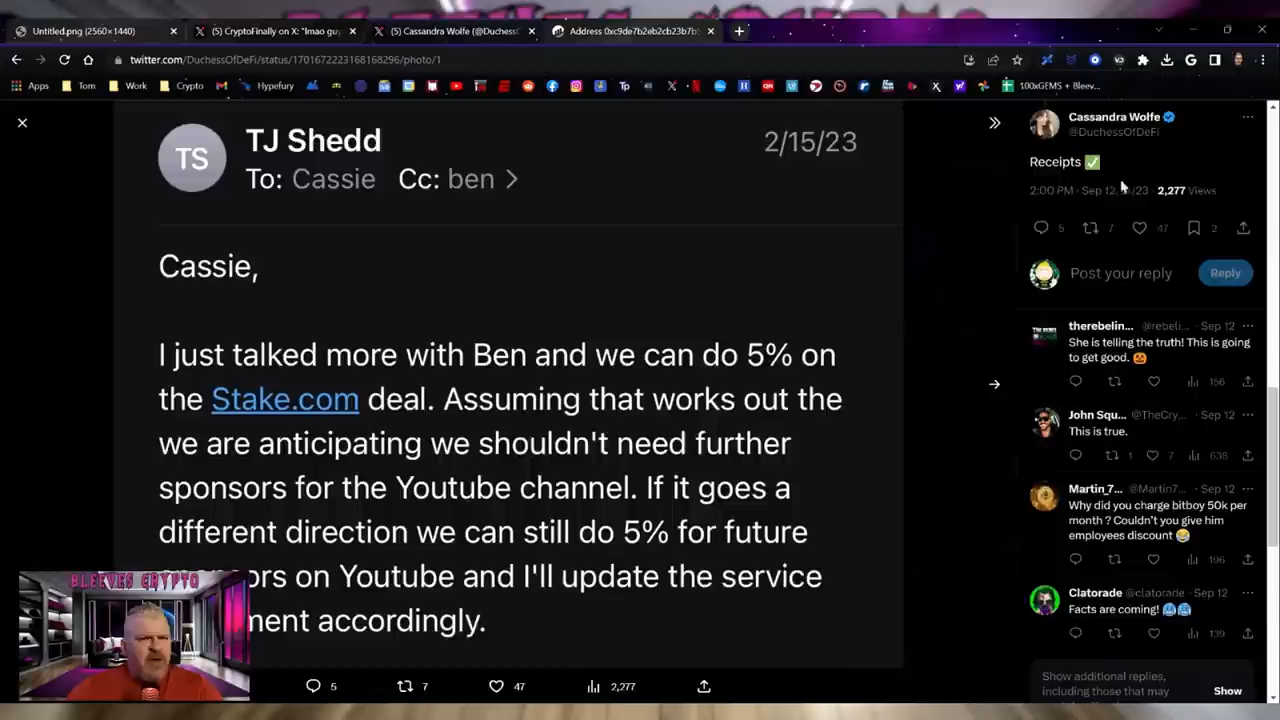 Untitled.png (2560×1440)
(5) CryptoFinally on X: "lmao guy
(5) Cassandra Wolfe (@DuchessO
Address 0xc9de7b2eb2cb23b7b
twitter.com/DuchessOfDeFi/status/1701672223168168296/photo/1
Apps Tom Work Crypto Hypefury 100xGEMS + Bleev...
TS
TJ Shedd
2/15/23
To: Cassie Cc: ben
Cassie,
I just talked more with Ben and we can do 5% on
the Stake.com deal. Assuming that works out the
we are anticipating we shouldn't need further
sponsors for the Youtube channel. If it goes a
different direction we can still do 5% for future
ors on Youtube and I'll update the service
ment accordingly.
5 7 47 2,277
BLEEVES CRYPTO
Cassandra Wolfe
@DuchessOfDeFi
Receipts ✅
2:00 PM · Sep 12, /23 · 2,277 Views
5 7 47 2
Post your reply
Reply
therebelin... @rebeli... · Sep 12
She is telling the truth! This is going
to get good. 🎃
156
John Squ... @TheCry... · Sep 12
This is true.
1 7 638
Martin_7... @Martin7... · Sep 12
Why did you charge bitboy 50k per
month ? Couldn't you give him
employees discount 😂
196
Clatorade @clatorade · Sep 12
Facts are coming! 🥶🥶
139
Show additional replies,
including those that may
Show